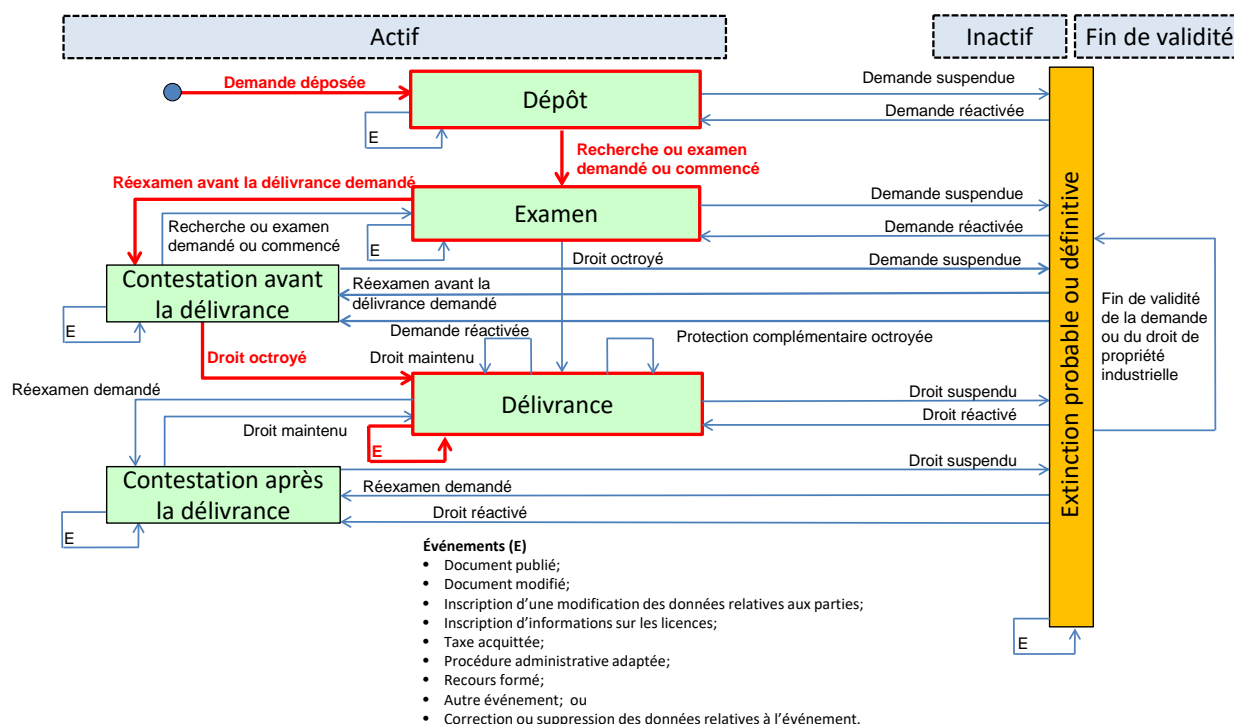 Actif
Inactif
Fin de validité
Demande déposée
Dépôt
Demande suspendue
Demande réactivée
E
Recherche ou examen
demandé ou commencé
Réexamen avant la délivrance demandé
Examen
Demande suspendue
Demande réactivée
Recherche ou examen
demandé ou commencé
E
Droit octroyé
Demande suspendue
Contestation avant
la délivrance
Réexamen avant la
délivrance demandé
E
Demande réactivée
Protection complémentaire octroyée
Droit octroyé
Droit maintenu
Fin de validité
de la demande
ou du droit de
propriété
industrielle
Extinction probable ou définitive
Réexamen demandé
Délivrance
Droit suspendu
Droit réactivé
Droit maintenu
E
Contestation après
la délivrance
Droit suspendu
Réexamen demandé
Droit réactivé
E
Événements (E)
• Document publié;
• Document modifié;
• Inscription d’une modification des données relatives aux parties;
• Inscription d’informations sur les licences;
• Taxe acquittée;
• Procédure administrative adaptée;
• Recours formé;
• Autre événement; ou
• Correction ou suppression des données relatives à l’événement.
E